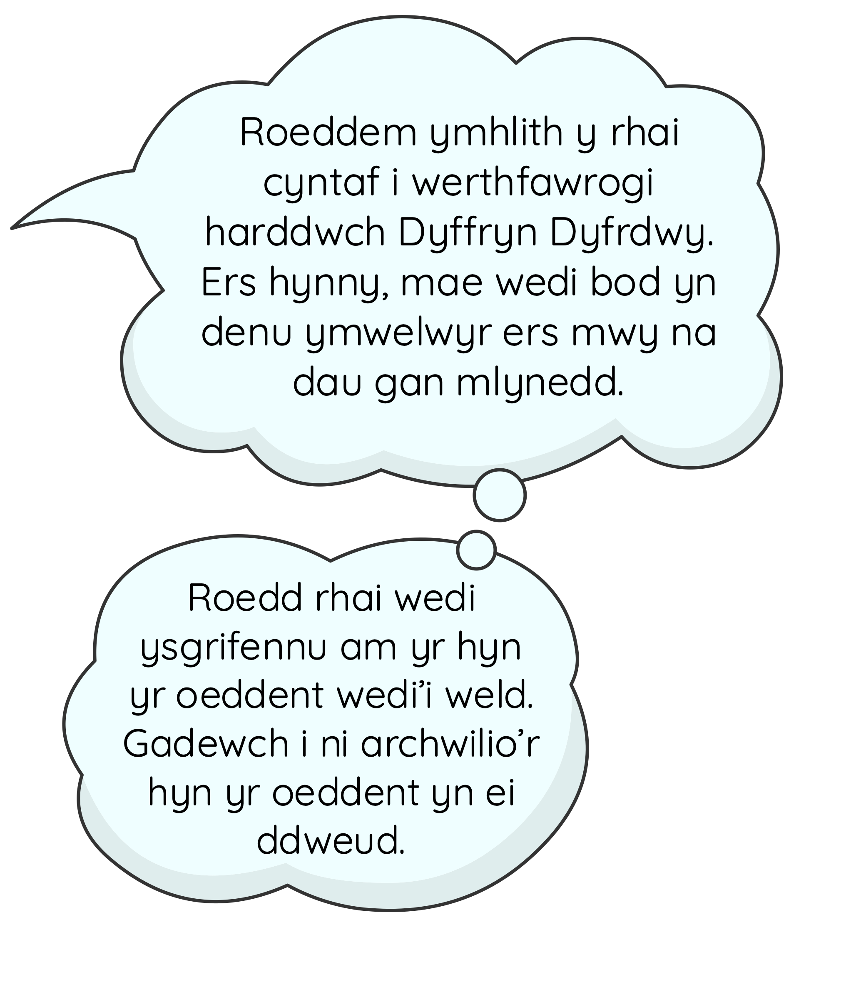 Roeddem ymhlith y rhai
cyntaf i werthfawrogi
harddwch Dyffryn Dyfrdwy.
Ers hynny, mae wedi bod yn
denu ymwelwyr ers mwy na
dau gan mlynedd.
Roedd rhai wedi
ysgrifennu am yr hyn
yr oeddent wedi’i weld.
Gadewch i ni archwilio’r
hyn yr oeddent yn ei
ddweud.